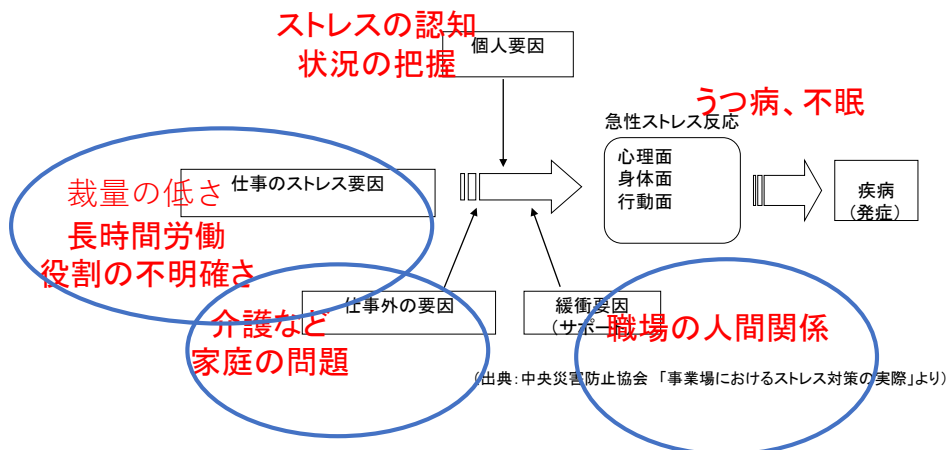 ストレスの認知
状況の把握
個人要因
うつ病、不眠
急性ストレス反応
心理面
身体面
行動面
裁量の低さ
仕事のストレス要因
長時間労働
役割の不明確さ
疾病
(発症)
仕事外の要因
介護など
家庭の問題
緩衝要因
(サポート)
職場の人間関係
(出典:中央災害防止協会 「事業場におけるストレス対策の実際」より)